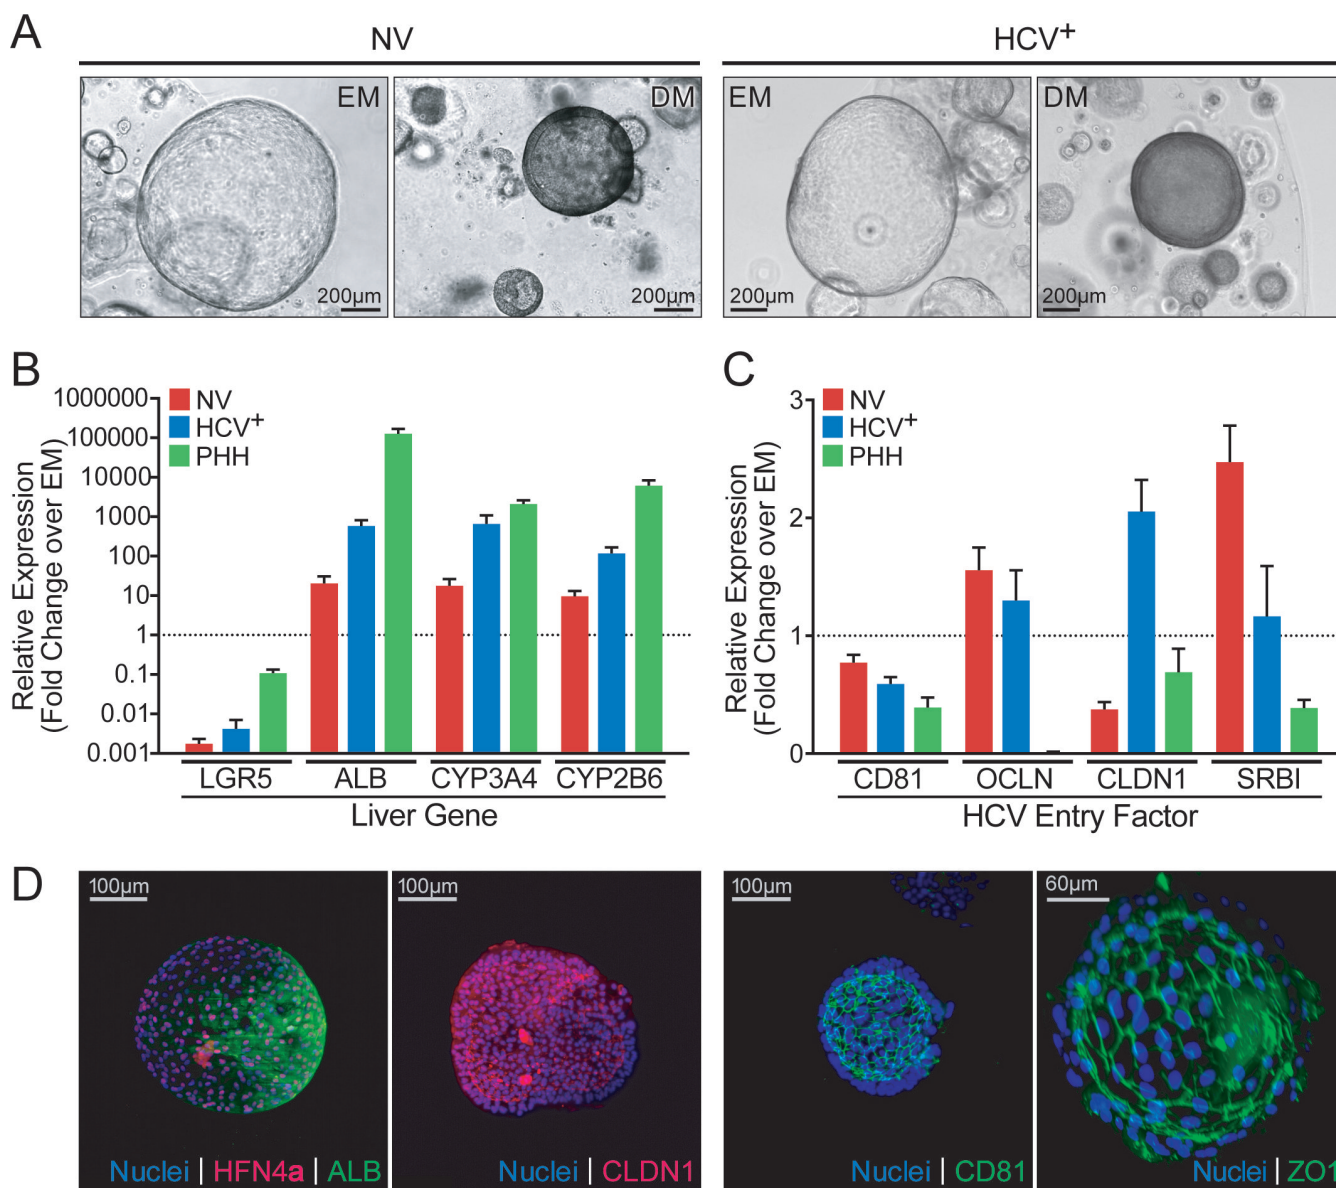 A
NV
HCV+
EM
DM
EM
DM
200µm
200µm
200µm
200µm
B
1000000
100000
10000
1000
100
10
1
0.1
0.01
0.001
Relative Expression
(Fold Change over EM)
NV
HCV+
PHH
LGR5
ALB
CYP3A4
CYP2B6
Liver Gene
C
3
2
1
0
Relative Expression
(Fold Change over EM)
NV
HCV+
PHH
CD81
OCLN
CLDN1
SRBI
HCV Entry Factor
D
100µm
100µm
100µm
60µm
Nuclei | HFN4a | ALB
Nuclei | CLDN1
Nuclei | CD81
Nuclei | ZO1